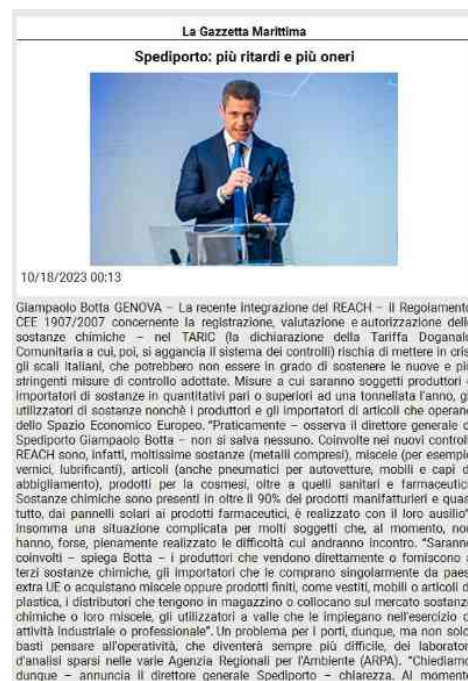 La Gazzetta Marittima
Spediporto: più ritardi e più oneri
10/18/2023 00:13
Giampaolo Botta GENOVA – La recente integrazione del REACH – il Regolamento
CEE 1907/2007 concernente la registrazione, valutazione e autorizzazione delle
sostanze chimiche – nel TARIC (la dichiarazione della Tariffa Doganale
Comunitaria a cui, poi, si aggancia il sistema dei controlli) rischia di mettere in crisi
gli scali italiani, che potrebbero non essere in grado di sostenere le nuove e più
stringenti misure di controllo adottate. Misure a cui saranno soggetti produttori e
importatori di sostanze in quantitativi pari o superiori ad una tonnellata l'anno, gli
utilizzatori di sostanze nonchè i produttori e gli importatori di articoli che operano
dello Spazio Economico Europeo. "Praticamente – osserva il direttore generale di
Spediporto Giampaolo Botta – non si salva nessuno. Coinvolte nei nuovi controlli
REACH sono, infatti, moltissime sostanze (metalli compresi), miscele (per esempio
vernici, lubrificanti), articoli (anche pneumatici per autovetture, mobili e capi di
abbigliamento), prodotti per la cosmesi, oltre a quelli sanitari e farmaceutici.
Sostanze chimiche sono presenti in oltre il 90% dei prodotti manifatturieri e quasi
tutto, dai pannelli solari ai prodotti farmaceutici, è realizzato con il loro ausilio".
Insomma una situazione complicata per molti soggetti che, al momento, non
hanno, forse, pienamente realizzato le difficoltà cui andranno incontro. "Saranno
coinvolti – spiega Botta – i produttori che vendono direttamente o forniscono a
terzi sostanze chimiche, gli importatori che le comprano singolarmente da paesi
extra UE o acquistano miscele oppure prodotti finiti, come vestiti, mobili o articoli di
plastica, i distributori che tengono in magazzino o collocano sul mercato sostanze
chimiche o loro miscele, gli utilizzatori a valle che le impiegano nell'esercizio di
attività industriale o professionale". Un problema per i porti, dunque, ma non solo:
basti pensare all'operatività, che diventerà sempre più difficile, dei laboratori
d'analisi sparsi nelle varie Agenzia Regionali per l'Ambiente (ARPA). "Chiediamo
dunque – annuncia il direttore generale Spediporto – chiarezza. Al momento